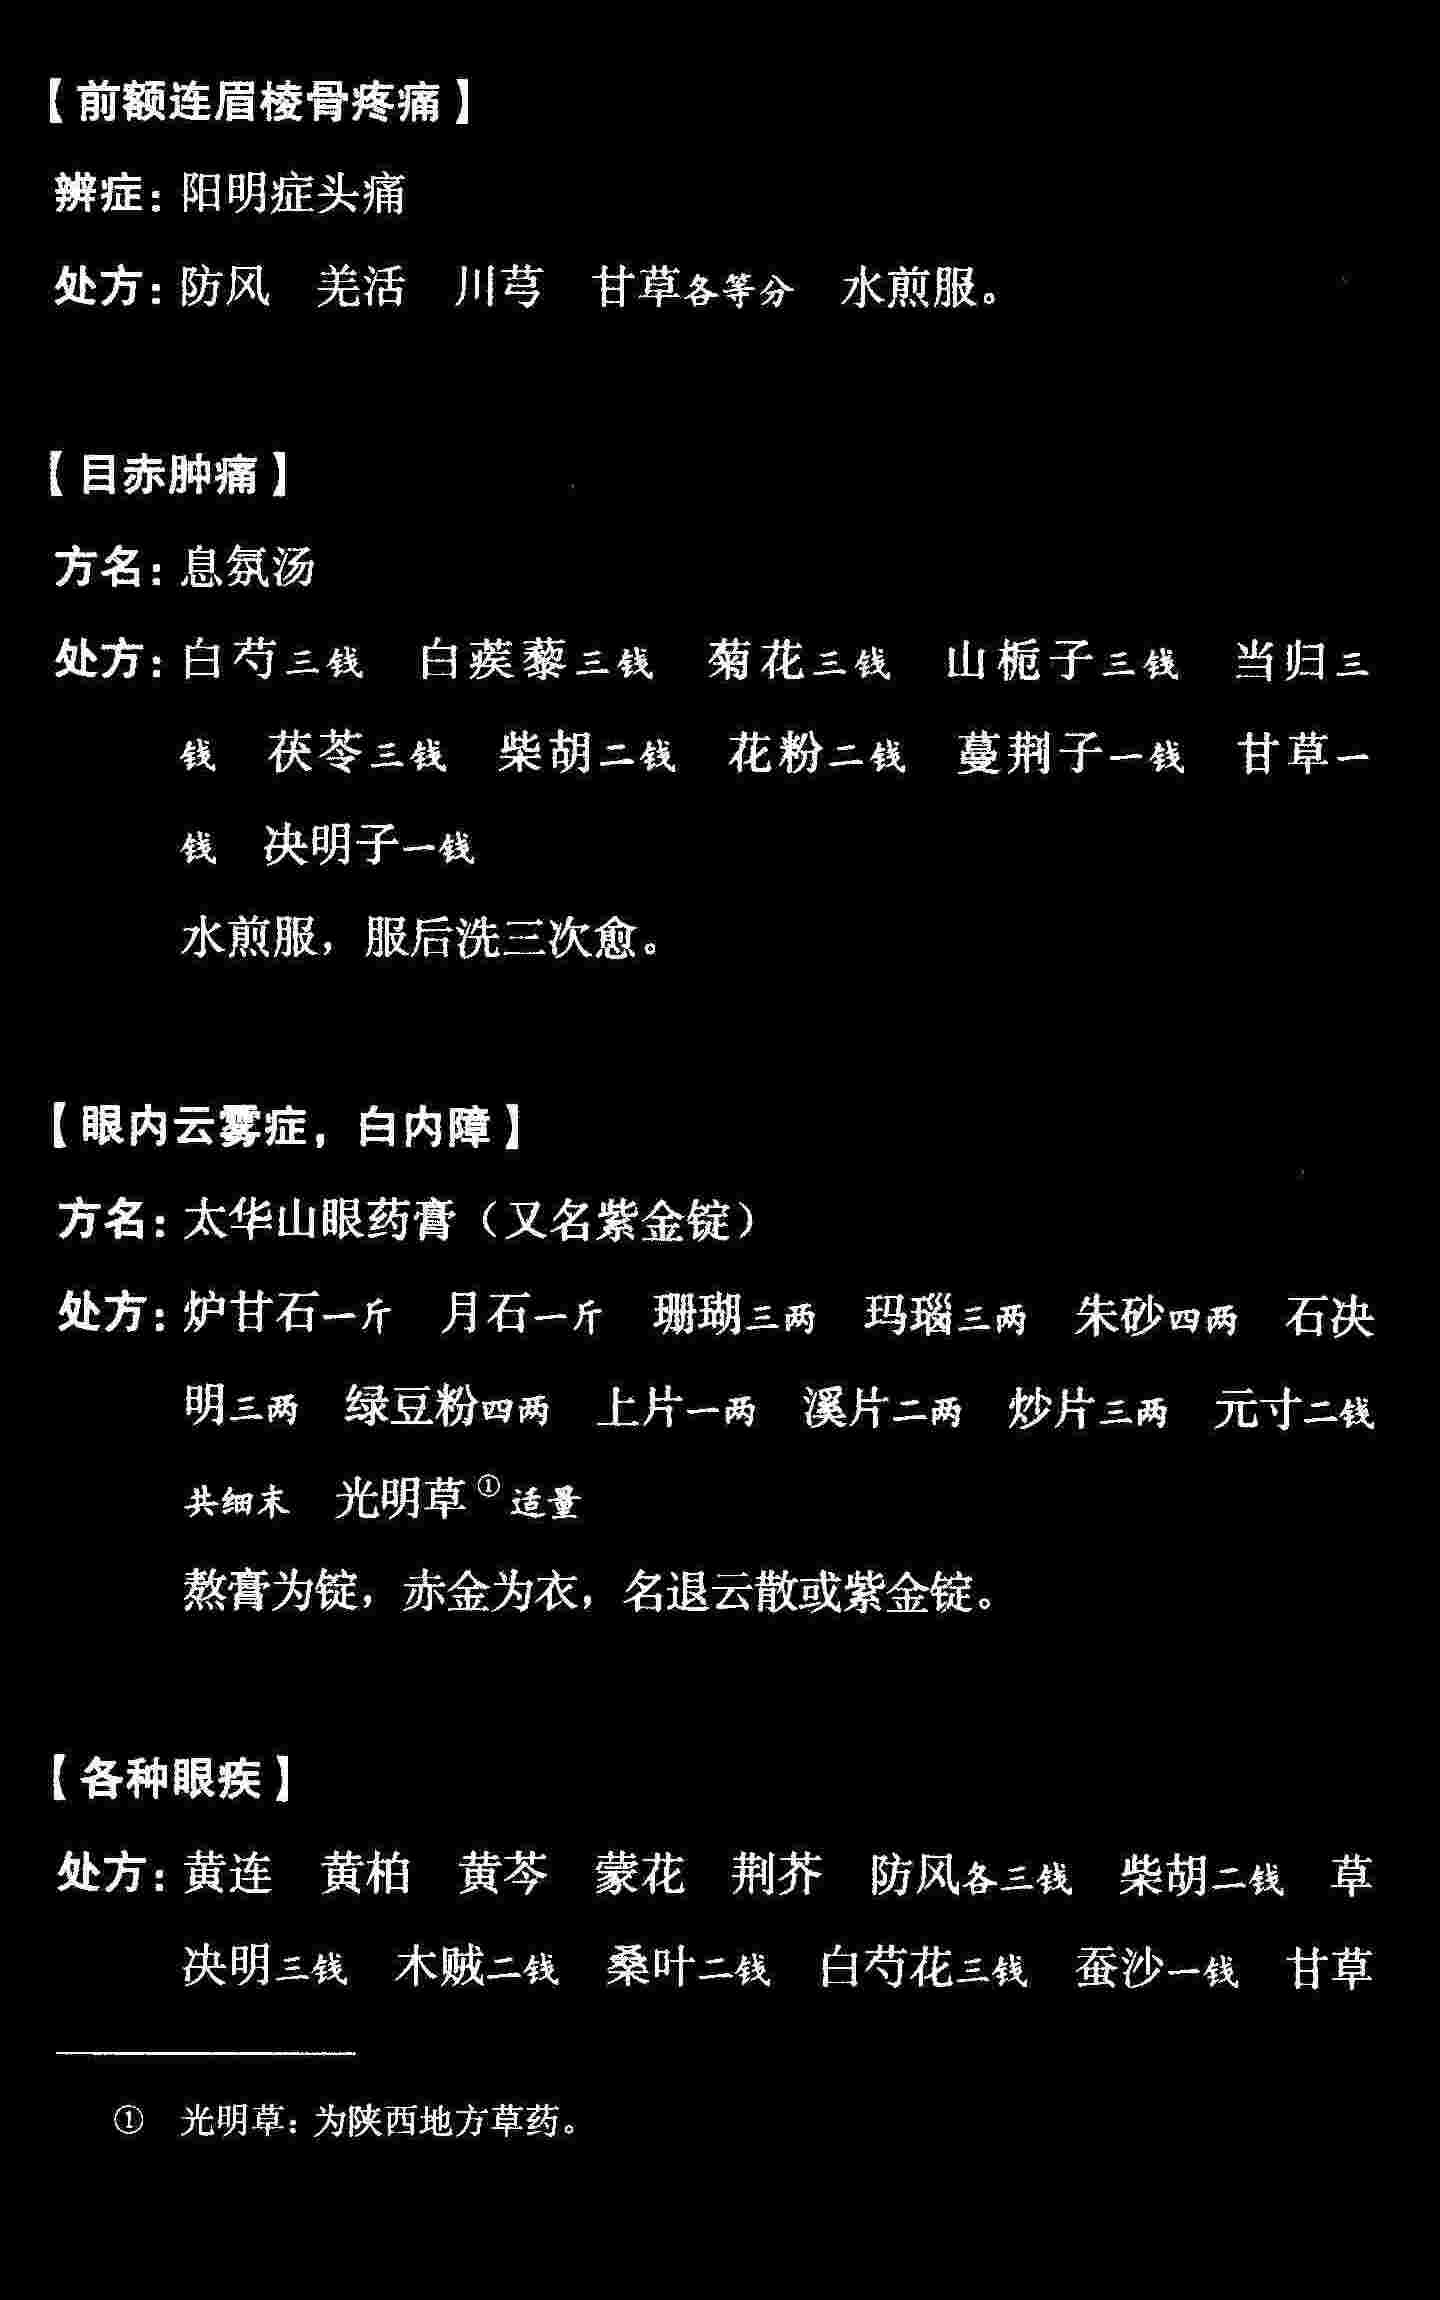 【前额连眉棱骨疼痛】
辨症：阳明症头痛
处方：防风　羌活　川芎　甘草各等分　水煎服。
【目赤肿痛】
方名：息氛汤
处方：白芍三钱　白蒺藜三钱　菊花三钱　山栀子三钱　当归三
钱　茯苓三钱　柴胡二钱　花粉二钱　蔓荆子一钱　甘草一
钱　决明子一钱
水煎服，服后洗三次愈。
【眼内云雾症，白内障】
方名：太华山眼药膏（又名紫金锭）
处方：炉甘石一斤　月石一斤　珊瑚三两　玛瑙三两　朱砂四两　石决
明三两　绿豆粉四两　上片一两　溪片二两　炒片三两　元寸二钱
共细末　光明草①适量
熬膏为锭，赤金为衣，名退云散或紫金锭。
【各种眼疾】
处方：黄连　黄柏　黄芩　蒙花　荆芥　防风各三钱　柴胡二钱　草
决明三钱　木贼二钱　桑叶二钱　白芍花三钱　蚕沙一钱　甘草
①　光明草：为陕西地方草药。